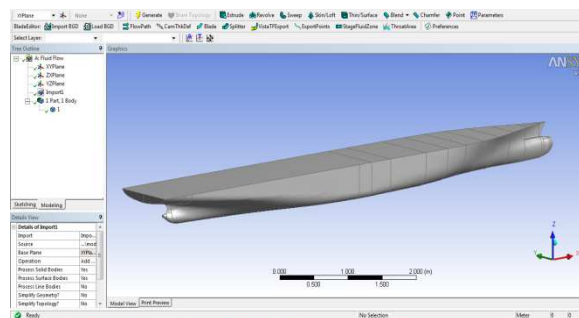 XYPlane None Generate Share Topology Extrude Revolve Sweep Skin/Loft Thin/Surface Blend Chamfer Point Parameters
BladeEditor: Import BGD Load BGD FlowPath CamThkDef Blade Splitter VistaTFExport ExportPoints StageFluidZone ThroatArea Preferences
Select Layer:
Tree Outline
Graphics
A: Fluid Flow
XYPlane
ZXPlane
YZPlane
Import1
1 Part, 1 Body
1
ANSYS
Sketching Modeling
Details View
Details of Import1
Import Impo...
Source
Base Plane XYPla...
Operation
Process Solid Bodies Yes
Process Surface Bodies Yes
Process Line Bodies No
Simplify Geometry? No
Simplify Topology? No
0.000 1.000 2.000 (m)
0.500 1.500
Z
Y X
Model View Print Preview
Ready No Selection Meter 0 0